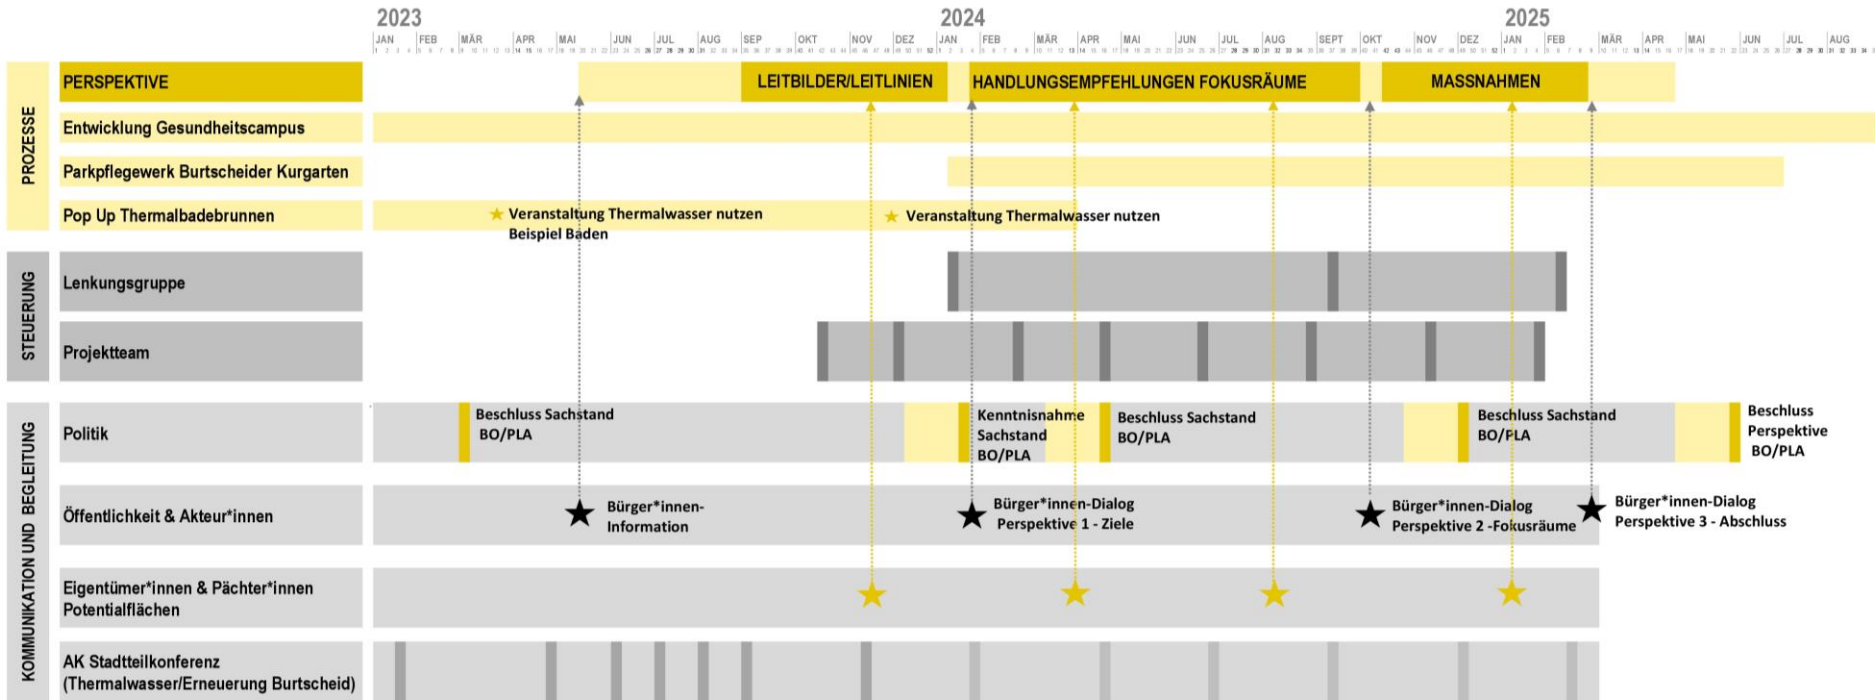 2023 2024 2025
JAN FEB MÄR APR MAI JUN JUL AUG SEP OKT NOV DEZ JAN FEB MÄR APR MAI JUN JUL AUG SEPT OKT NOV DEZ JAN FEB MÄR APR MAI JUN JUL AUG
PROZESSE
PERSPEKTIVE
LEITBILDER/LEITLINIEN
HANDLUNGSEMPFEHLUNGEN FOKUSRÄUME
MASSNAHMEN
Entwicklung Gesundheitscampus
Parkpflegewerk Burtscheider Kurgarten
Pop Up Thermalbadebrunnen
Veranstaltung Thermalwasser nutzen
Beispiel Baden
Veranstaltung Thermalwasser nutzen
STEUERUNG
Lenkungsgruppe
Projektteam
KOMMUNIKATION UND BEGLEITUNG
Politik
Beschluss Sachstand
BO/PLA
Kenntnisnahme
Sachstand
BO/PLA
Beschluss Sachstand
BO/PLA
Beschluss Sachstand
BO/PLA
Beschluss
Perspektive
BO/PLA
Öffentlichkeit & Akteur*innen
Bürger*innen-
Information
Bürger*innen-Dialog
Perspektive 1 - Ziele
Bürger*innen-Dialog
Perspektive 2 -Fokusräume
Bürger*innen-Dialog
Perspektive 3 - Abschluss
Eigentümer*innen & Pächter*innen
Potentialflächen
AK Stadtteilkonferenz
(Thermalwasser/Erneuerung Burtscheid)